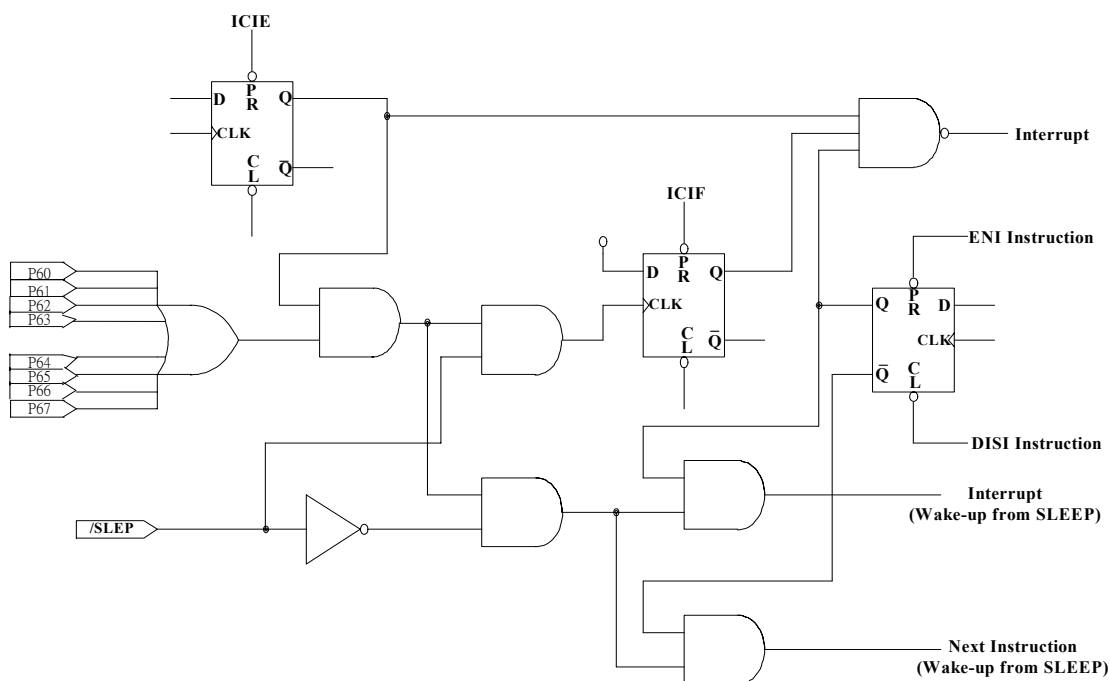 ICIE
D
P
R
Q
CLK
C
L
Q̅
Interrupt
ICIF
D
P
R
Q
CLK
C
L
Q̅
ENI Instruction
Q
P
R
D
CLK
Q̅
C
L
DISI Instruction
P60
P61
P62
P63
P64
P65
P66
P67
/SLEP
Interrupt
(Wake-up from SLEEP)
Next Instruction
(Wake-up from SLEEP)